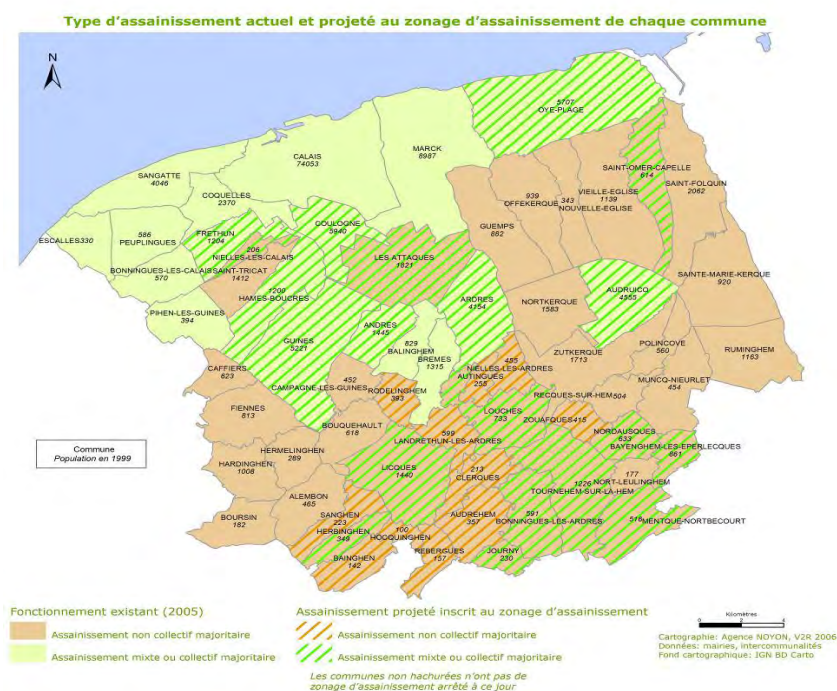 Type d'assainissement actuel et projeté au zonage d'assainissement de chaque commune
N
5707
OYE-PLAGE
MARCK
8987
CALAIS
74053
SANGATTE
4046
COQUELLES
2370
SAINT-OMER-CAPELLE
614
SAINT-FOLQUIN
2062
VIEILLE-EGLISE
1139
343
NOUVELLE-EGLISE
939
OFFEKERQUE
GUEMPS
882
COULOGNE
5940
FRETHUN
1204
586
PEUPLINGUES
ESCALLES330
206
NIELLES-LES-CALAIS
LES ATTAQUES
1821
BONNINGUES-LES-CALAIS
570
SAINT-TRICAT
1412
SAINTE-MARIE-KERQUE
920
1200
HAMES-BOUCRES
ARDRES
4154
AUDRUICQ
4555
NORTKERQUE
1583
PIHEN-LES-GUINES
394
ANDRES
1445
GUINES
5221
829
BALINGHEM
BREMES
1315
POLINCOVE
560
RUMINGHEM
1163
ZUTKERQUE
1713
CAFFIERS
623
CAMPAGNE-LES-GUINES
452
RODELINGHEM
393
455
NIELLES-LES-ARDRES
AUTINGUES
255
MUNCQ-NIEURLET
454
RECQUES-SUR-HEM504
FIENNES
813
BOUQUEHAULT
618
LOUCHES
733
ZOUAFQUES415
NORDAUSQUES
633
599
LANDRETHUN-LES-ARDRES
BAYENGHEM-LES-EPERLECQUES
861
Commune
Population en 1999
HERMELINGHEN
289
HARDINGHEN
1008
LICQUES
1440
213
CLERQUES
177
NORT-LEULINGHEM
1226
TOURNEHEM-SUR-LA-HEM
ALEMBON
465
SANGHEN
223
BOURSIN
182
AUDREHEM
357
591
BONNINGUES-LES-ARDRES
518MENTQUE-NORTBECOURT
HERBINGHEN
349
100
HOCQUINGHEN
BAINGHEN
142
REBERGUES
157
JOURNY
230
Fonctionnement existant (2005)
Assainissement non collectif majoritaire
Assainissement mixte ou collectif majoritaire
Assainissement projeté inscrit au zonage d'assainissement
Assainissement non collectif majoritaire
Assainissement mixte ou collectif majoritaire
Les communes non hachurées n'ont pas de
zonage d'assainissement arrêté à ce jour
Kilomètres
0 2 4
Cartographie: Agence NOYON, V2R 2006
Données: mairies, intercommunalités
Fond cartographique: IGN BD Carto